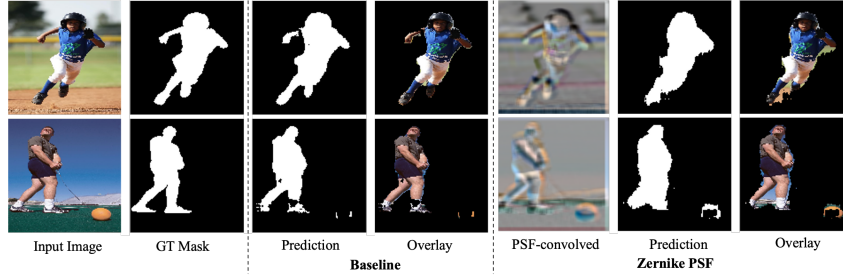 Input Image
GT Mask
Prediction
Overlay
PSF-convolved
Prediction
Overlay
Baseline
Zernike PSF